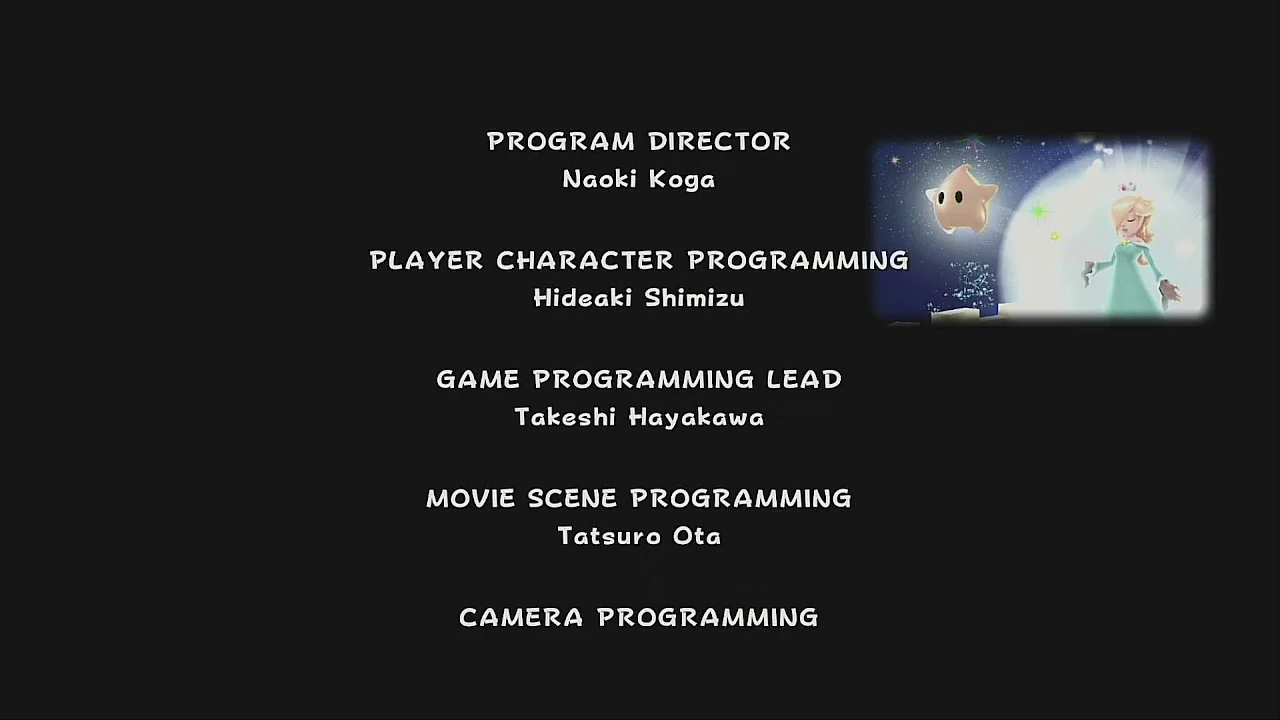 PROGRAM DIRECTOR
Naoki Koga
PLAYER CHARACTER PROGRAMMING
Hideaki Shimizu
GAME PROGRAMMING LEAD
Takeshi Hayakawa
MOVIE SCENE PROGRAMMING
Tatsuro Ota
CAMERA PROGRAMMING